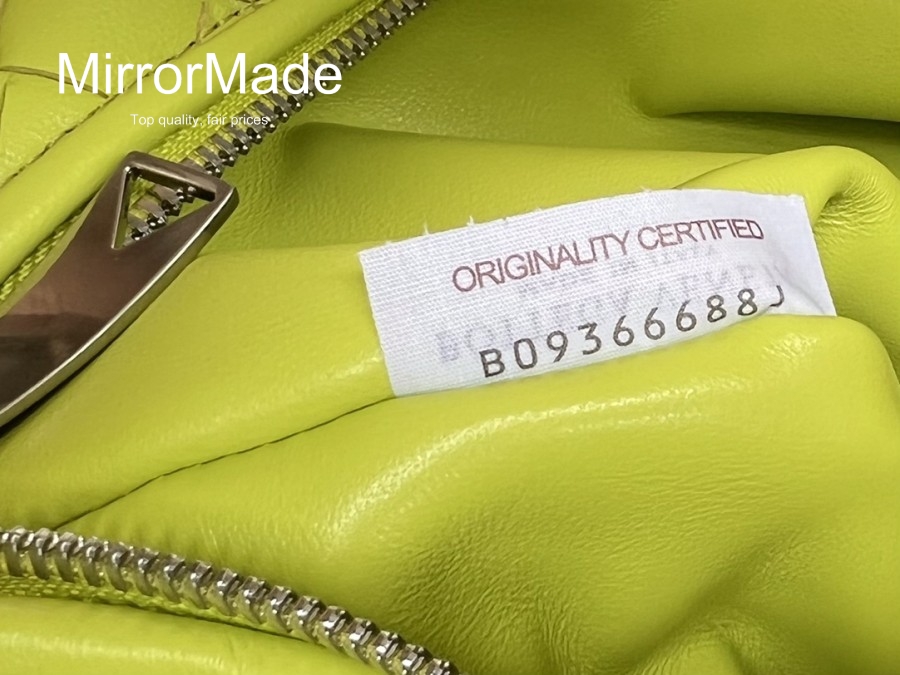 MirrorMade
Top quality, fair prices
ORIGINALITY CERTIFIED
B09366688J